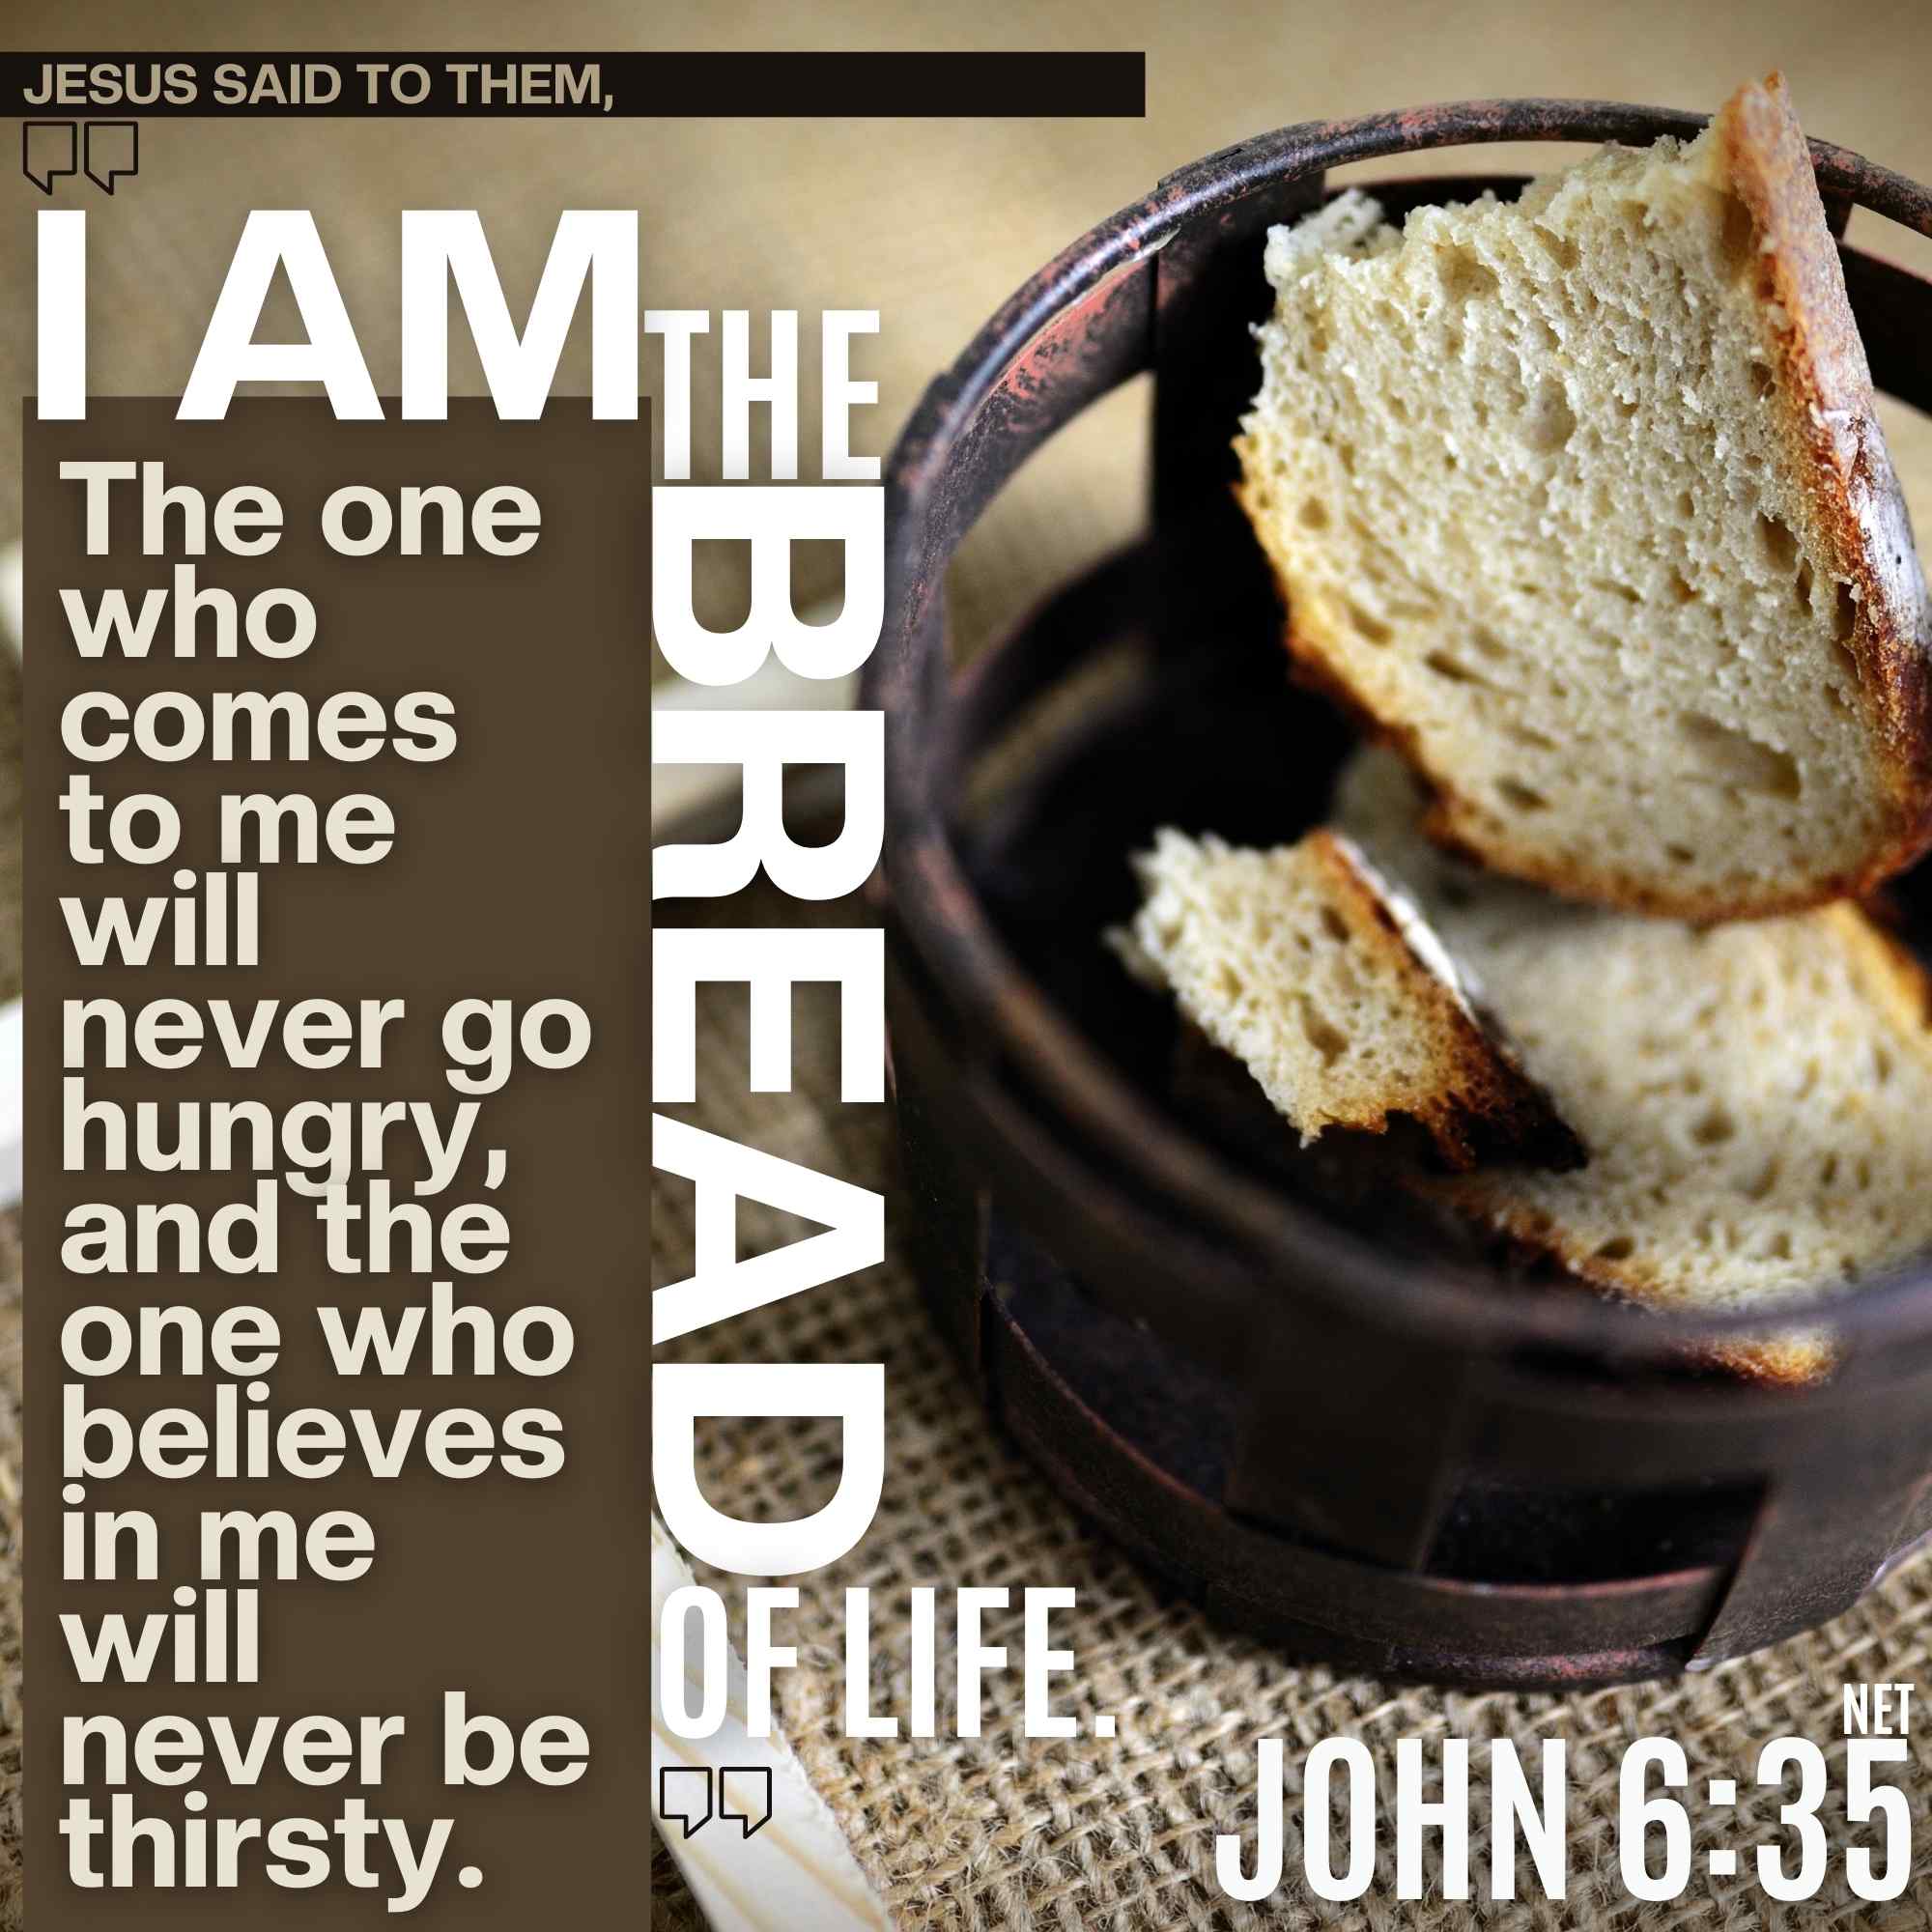 JESUS SAID TO THEM,
I AM
THE
BREAD
OF LIFE.
The one
who
comes
to me
will
never go
hungry,
and the
one who
believes
in me
will
never be
thirsty.
NET
JOHN 6:35